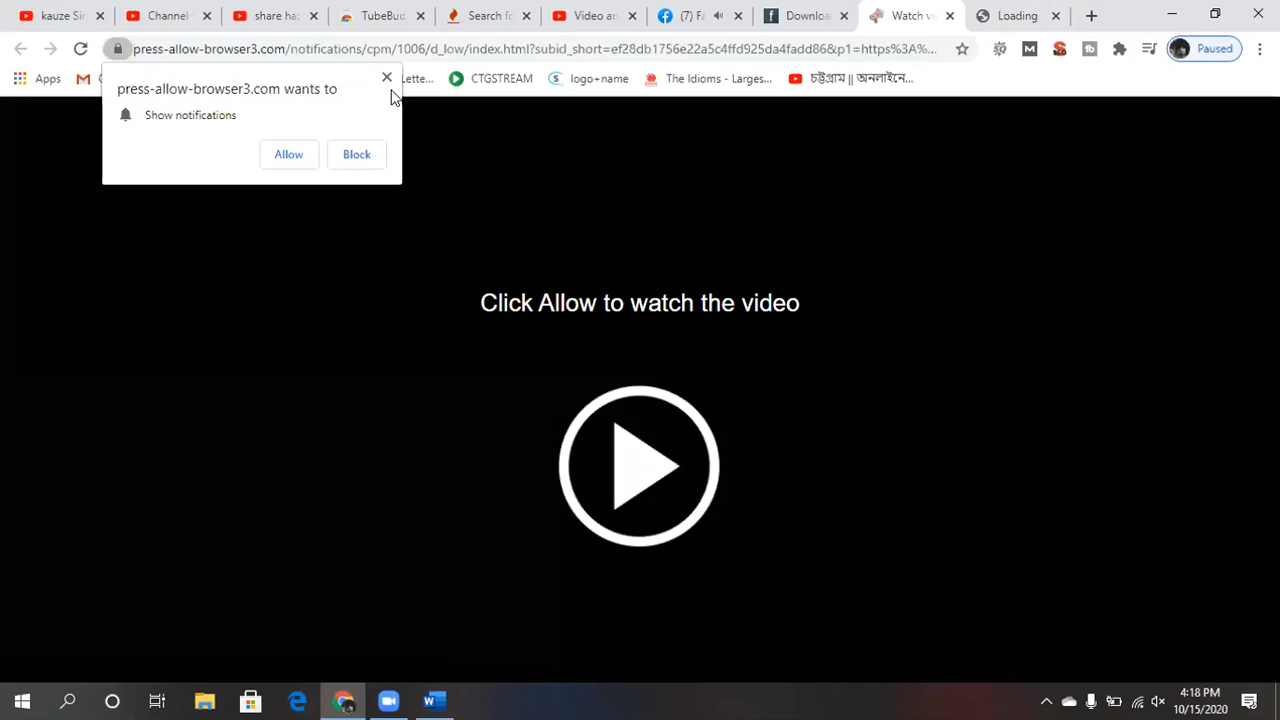 kauze Sir
Channel
share ha
TubeBud
Search fi
Video an
(7) Fa
Downloa
Watch v
Loading
Paused
press-allow-browser3.com/notifications/cpm/1006/d_low/index.html?subid_short=ef28db1756e22a5c4ffd925da4fadd86&p1=https%3A%...
Apps
Lette...
CTGSTREAM
logo+name
The Idioms - Larges...
চট্টগ্রাম || অনলাইনে...
press-allow-browser3.com wants to
Show notifications
Allow
Block
Click Allow to watch the video
4:18 PM
10/15/2020